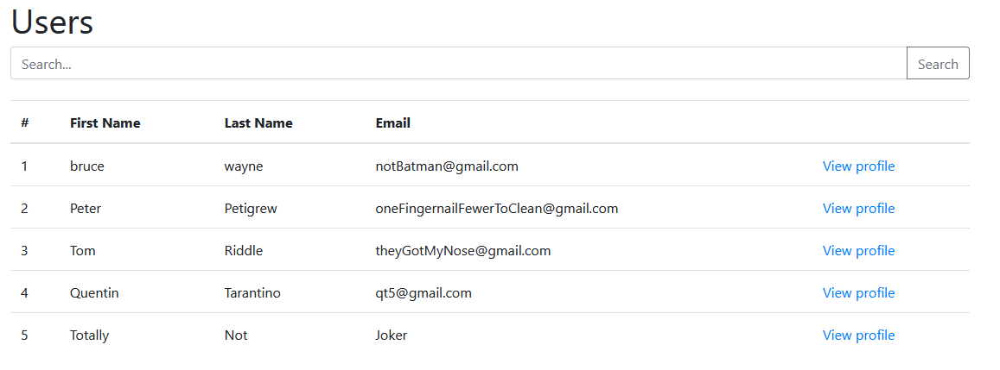 Users
Search... Search
# First Name Last Name Email
1 bruce wayne notBatman@gmail.com View profile
2 Peter Petigrew oneFingernailFewerToClean@gmail.com View profile
3 Tom Riddle theyGotMyNose@gmail.com View profile
4 Quentin Tarantino qt5@gmail.com View profile
5 Totally Not Joker View profile